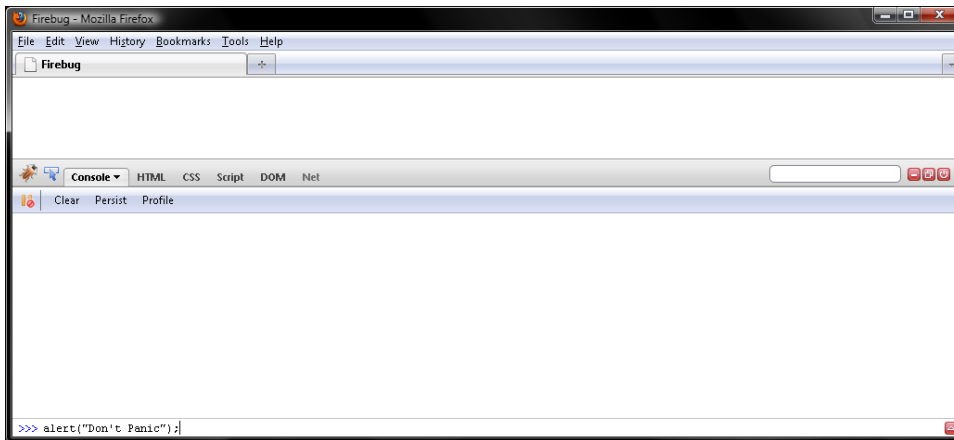 Firebug - Mozilla Firefox
File Edit View History Bookmarks Tools Help
Firebug
Console HTML CSS Script DOM Net
Clear Persist Profile
>>> alert("Don't Panic");